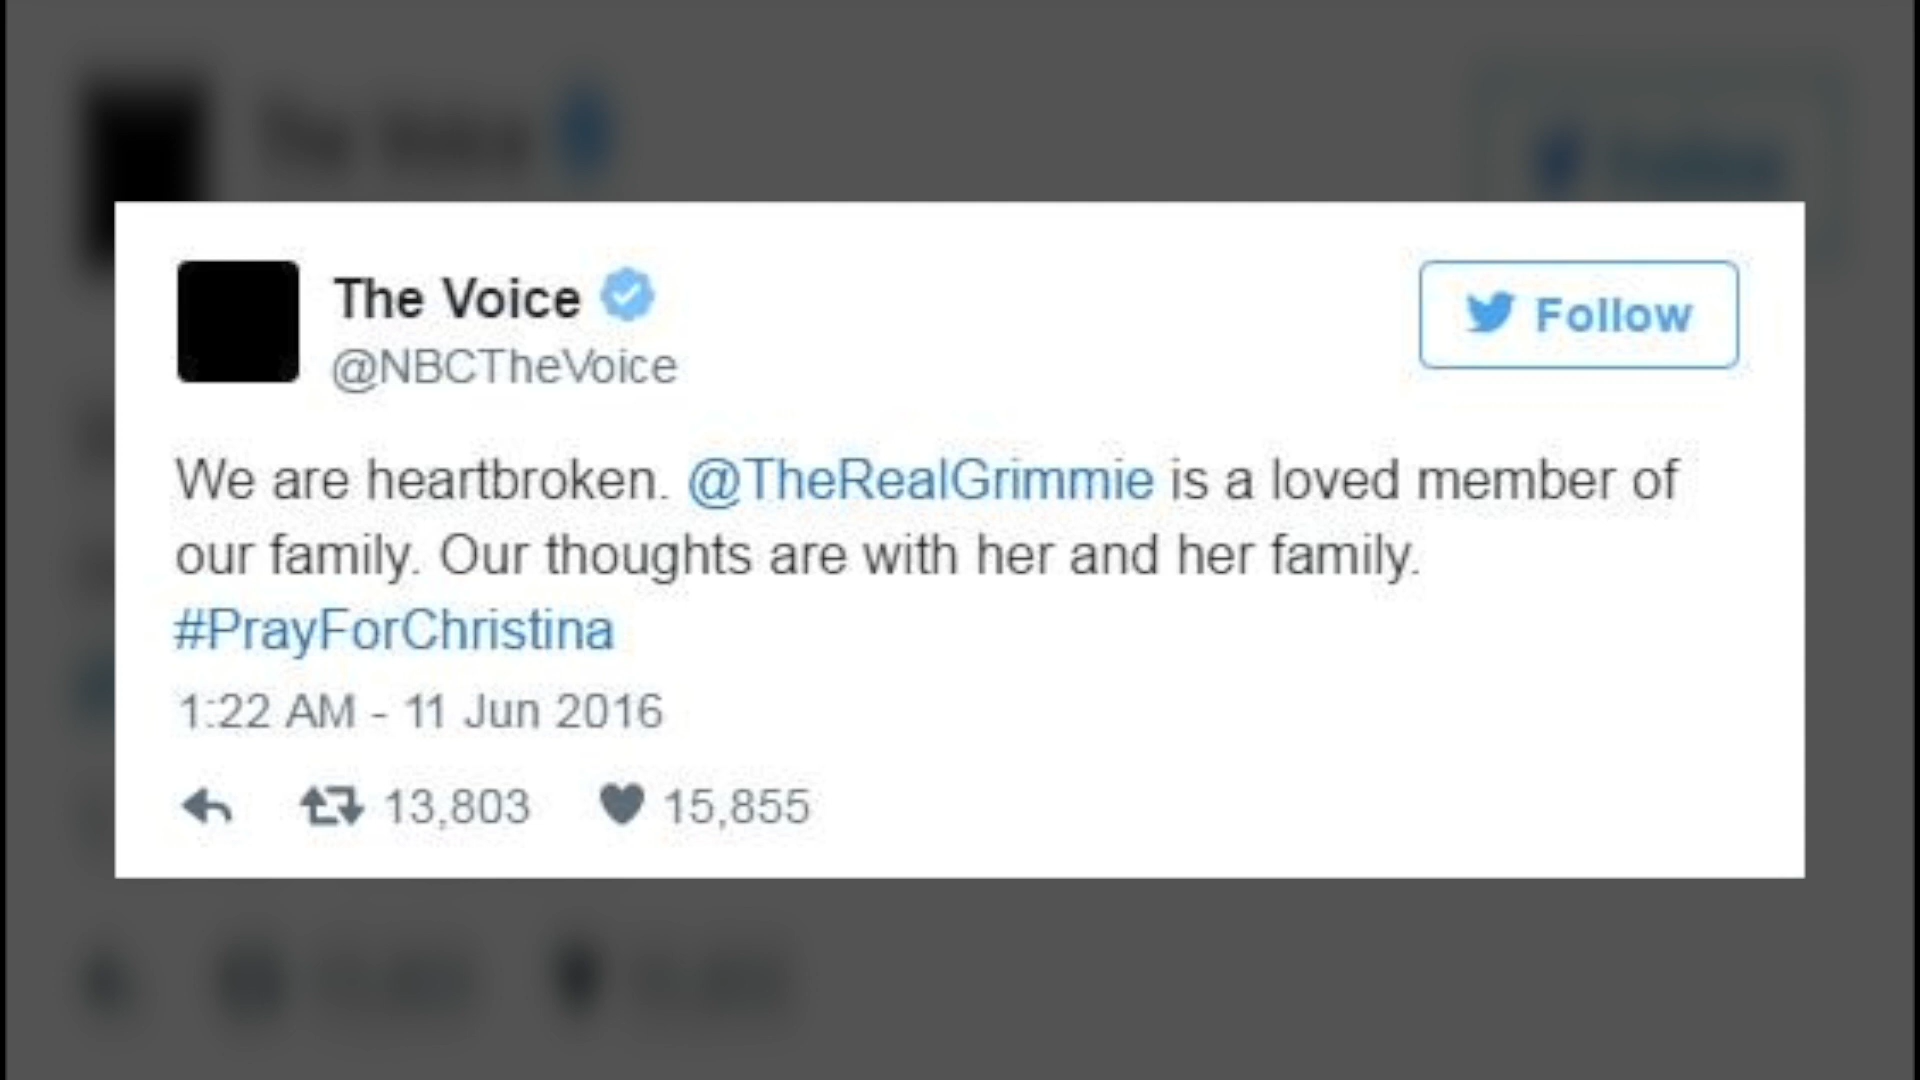 The Voice
@NBCTheVoice
Follow
We are heartbroken. @TheRealGrimmie is a loved member of
our family. Our thoughts are with her and her family.
#PrayForChristina
1:22 AM - 11 Jun 2016
13,803 15,855